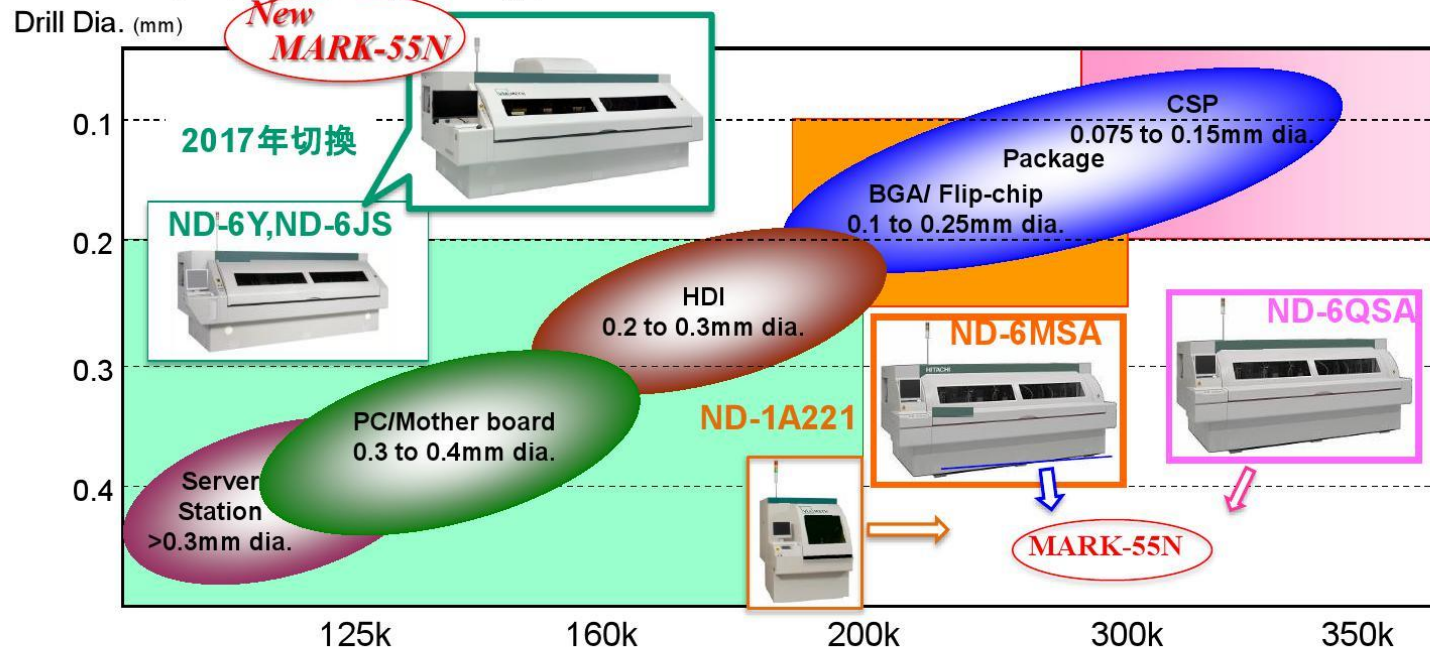 Drill Dia. (mm)
New
MARK-55N
0.1
0.2
0.3
0.4
2017年切換
ND-6Y,ND-6JS
CSP
0.075 to 0.15mm dia.
Package
BGA/ Flip-chip
0.1 to 0.25mm dia.
HDI
0.2 to 0.3mm dia.
PC/Mother board
0.3 to 0.4mm dia.
Server
Station
>0.3mm dia.
ND-1A221
ND-6MSA
HITACHI
ND-6QSA
MARK-55N
125k
160k
200k
300k
350k